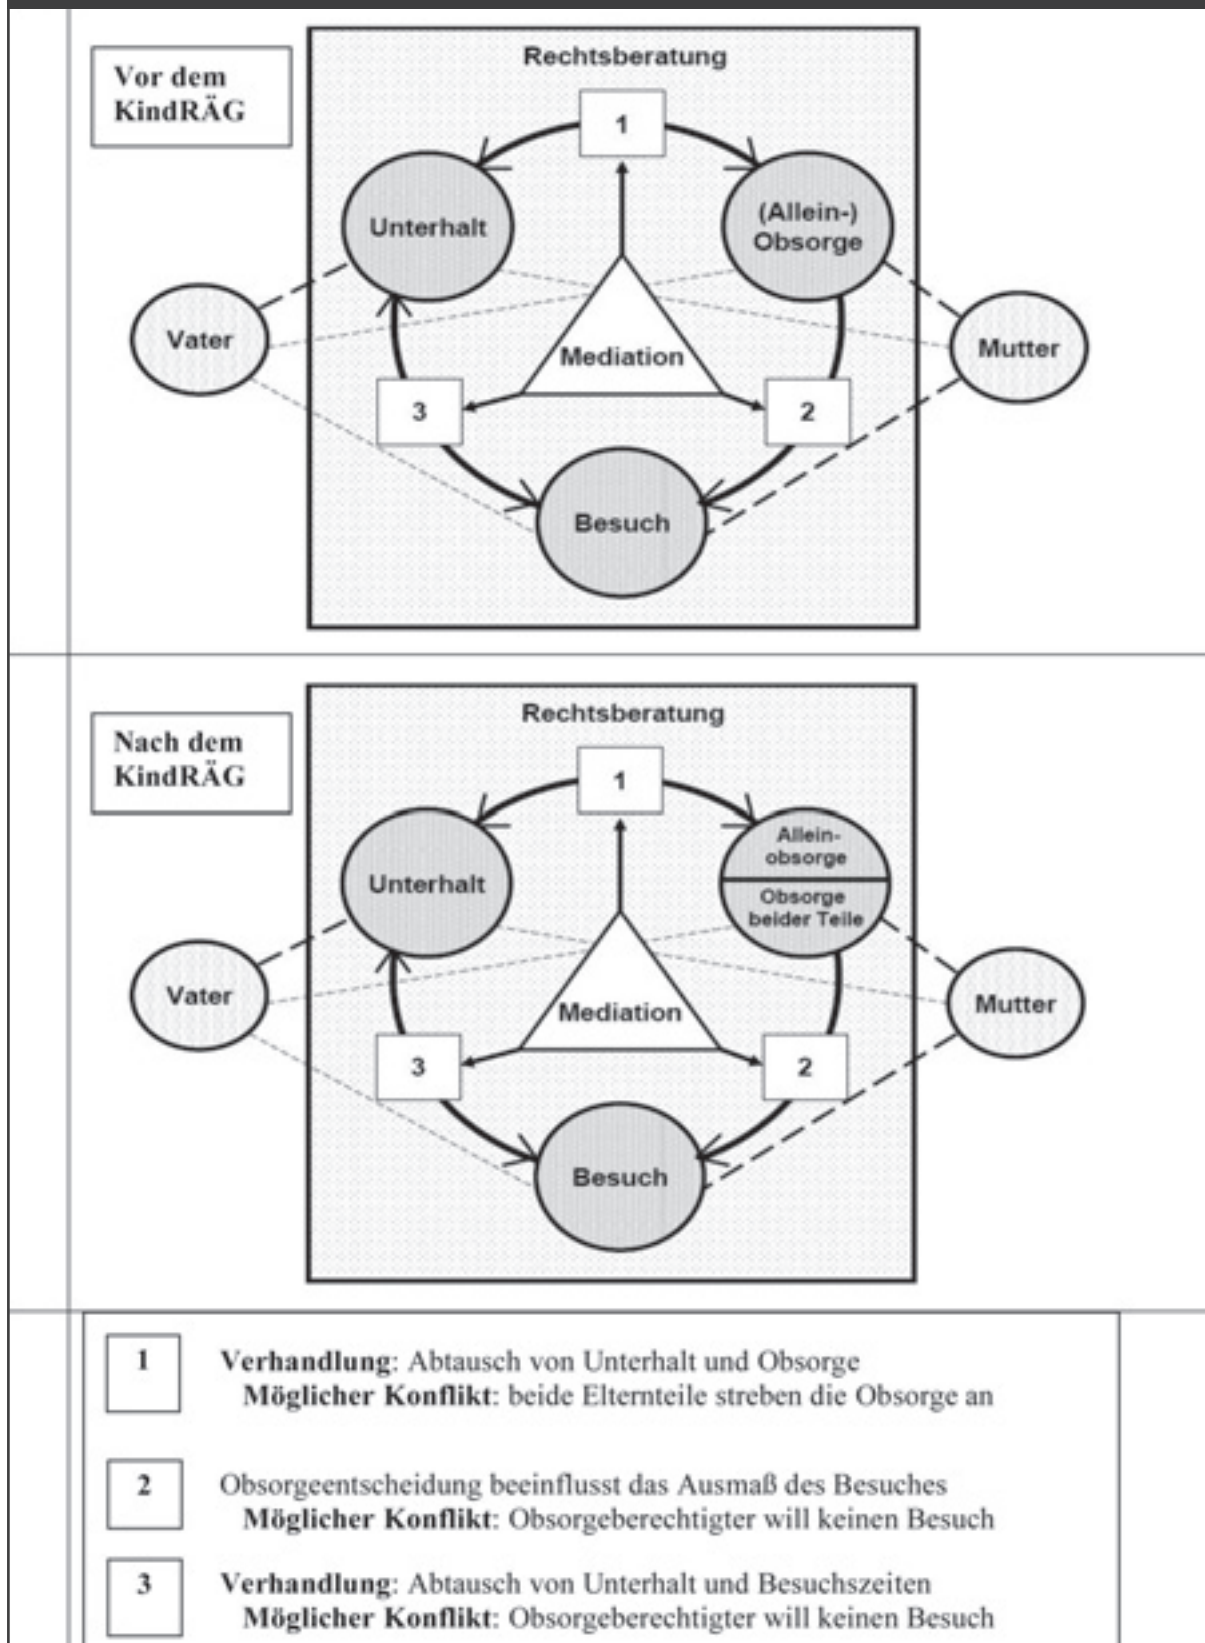 Vor dem
KindRÄG
Rechtsberatung
1
Unterhalt
(Allein-)
Obsorge
Vater
Mediation
Mutter
3
2
Besuch
Nach dem
KindRÄG
Rechtsberatung
1
Unterhalt
Allein-
obsorge
Obsorge
beider Teile
Vater
Mediation
Mutter
3
2
Besuch
1 Verhandlung: Abtausch von Unterhalt und Obsorge
Möglicher Konflikt: beide Elternteile streben die Obsorge an
2 Obsorgeentscheidung beeinflusst das Ausmaß des Besuches
Möglicher Konflikt: Obsorgeberechtigter will keinen Besuch
3 Verhandlung: Abtausch von Unterhalt und Besuchszeiten
Möglicher Konflikt: Obsorgeberechtigter will keinen Besuch